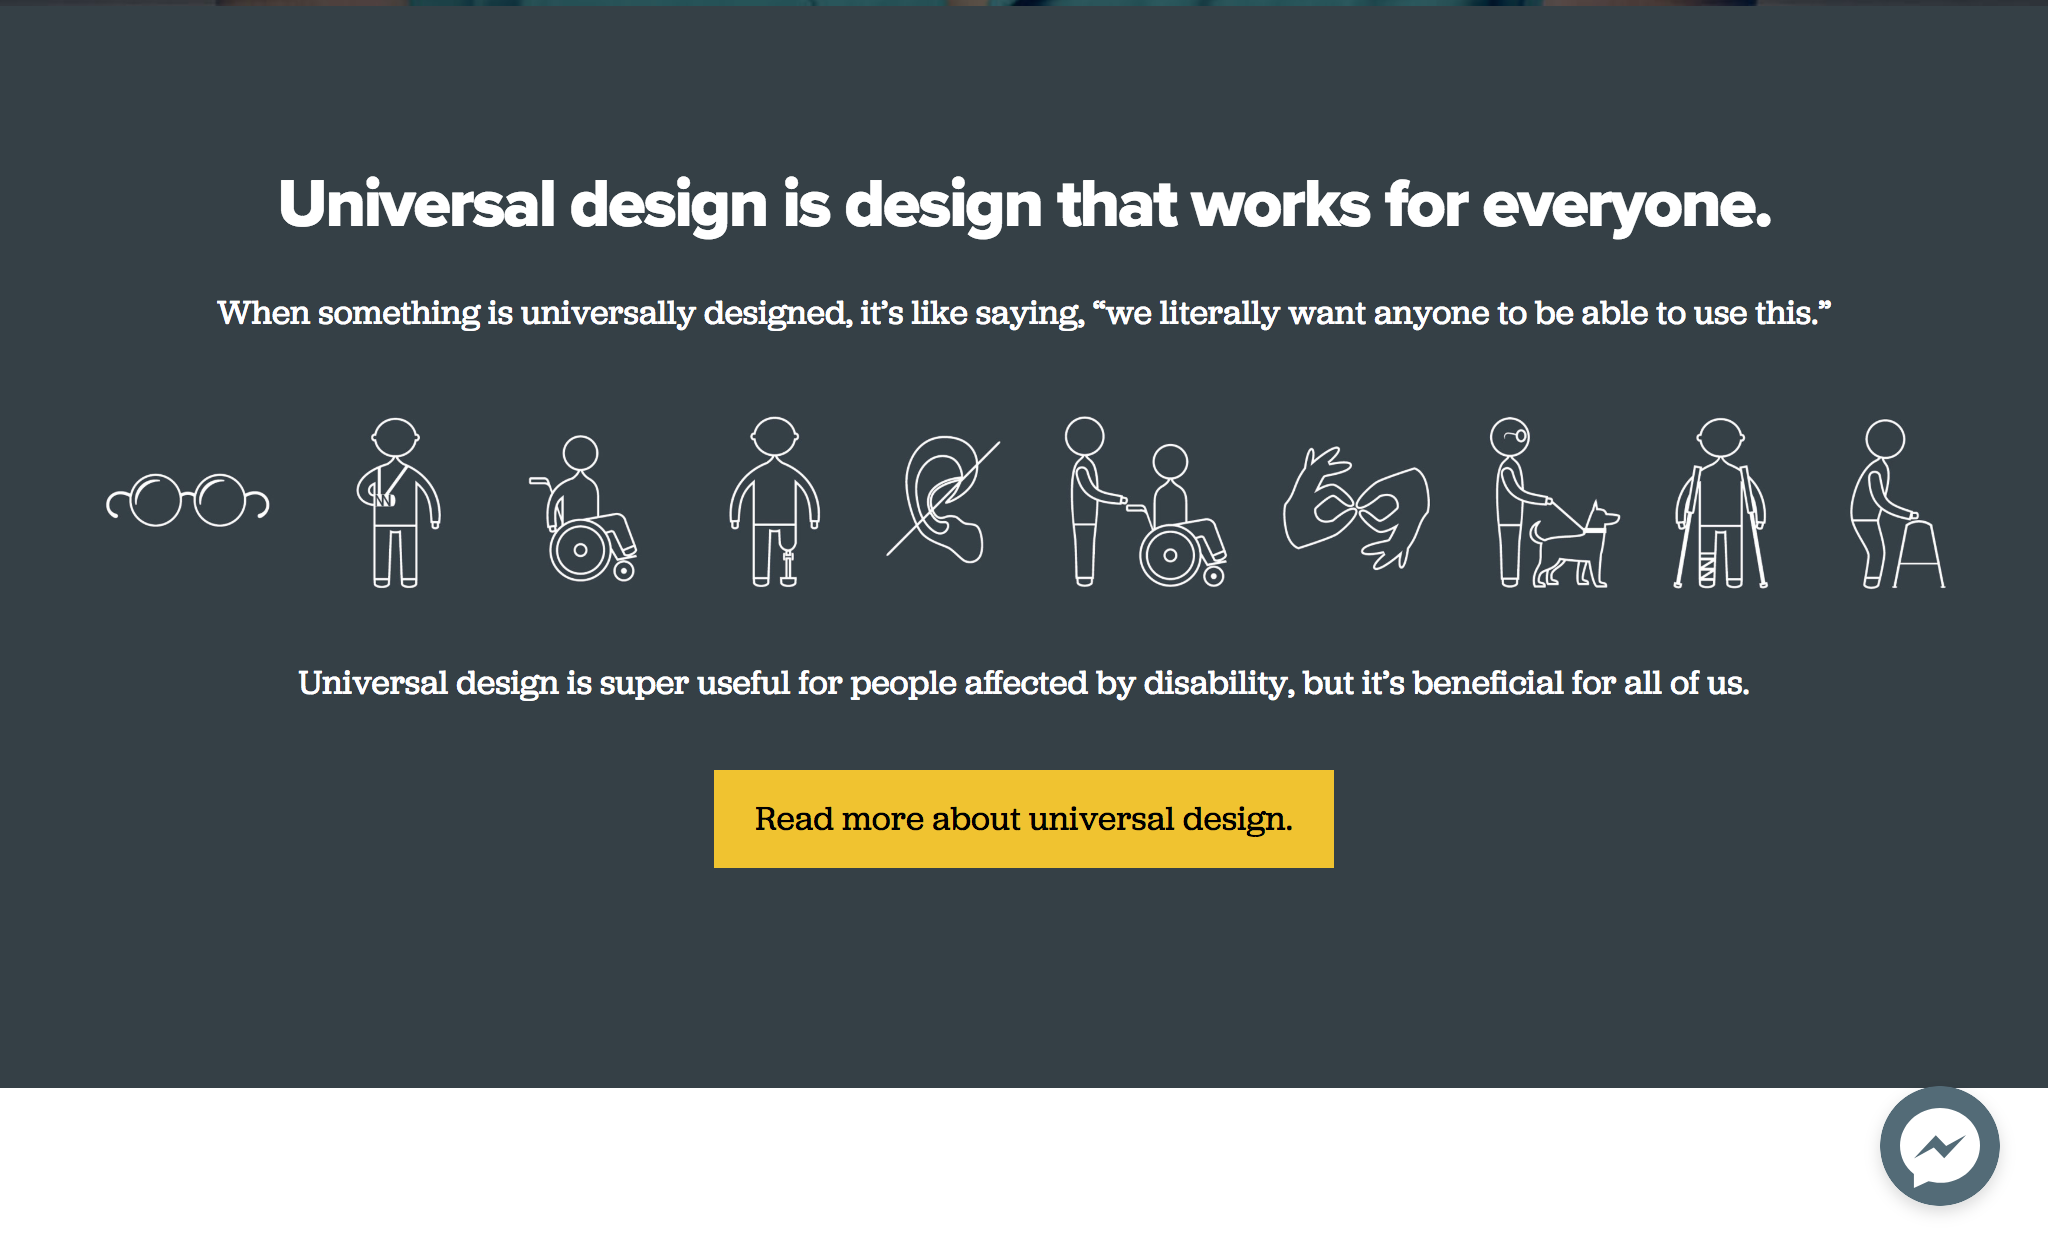 Universal design is design that works for everyone.
When something is universally designed, it’s like saying, “we literally want anyone to be able to use this.”
Universal design is super useful for people affected by disability, but it’s beneficial for all of us.
Read more about universal design.